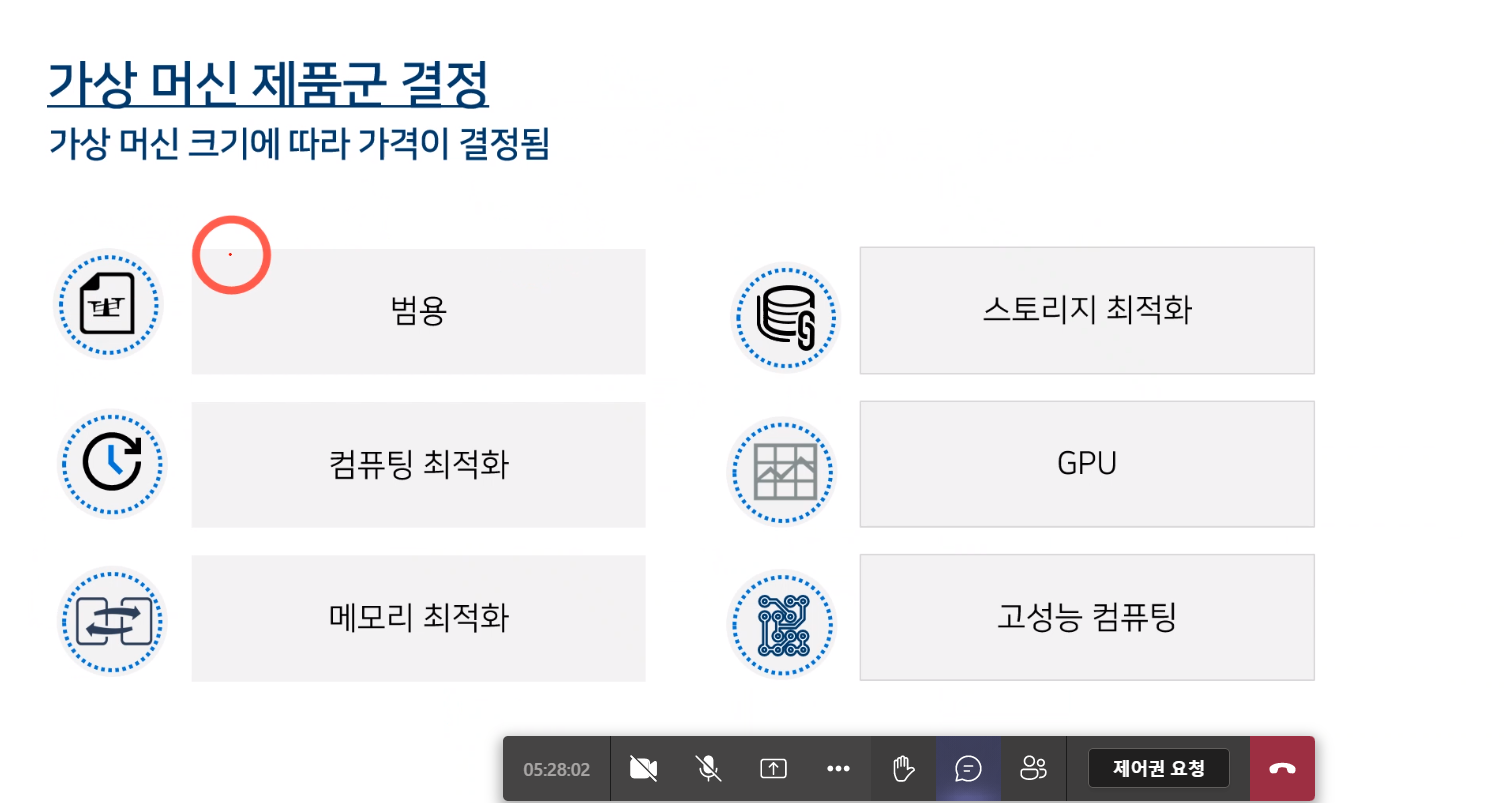 가상 머신 제품군 결정
가상 머신 크기에 따라 가격이 결정됨
범용
스토리지 최적화
컴퓨팅 최적화
GPU
메모리 최적화
고성능 컴퓨팅
05:28:02
제어권 요청